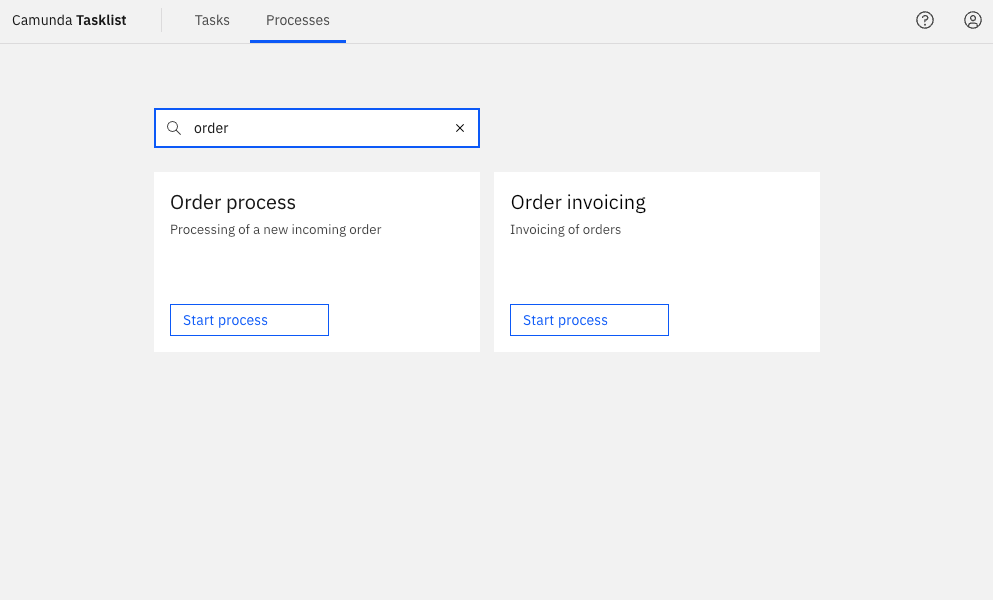 Camunda Tasklist Tasks Processes
order
Order process
Processing of a new incoming order
Start process
Order invoicing
Invoicing of orders
Start process